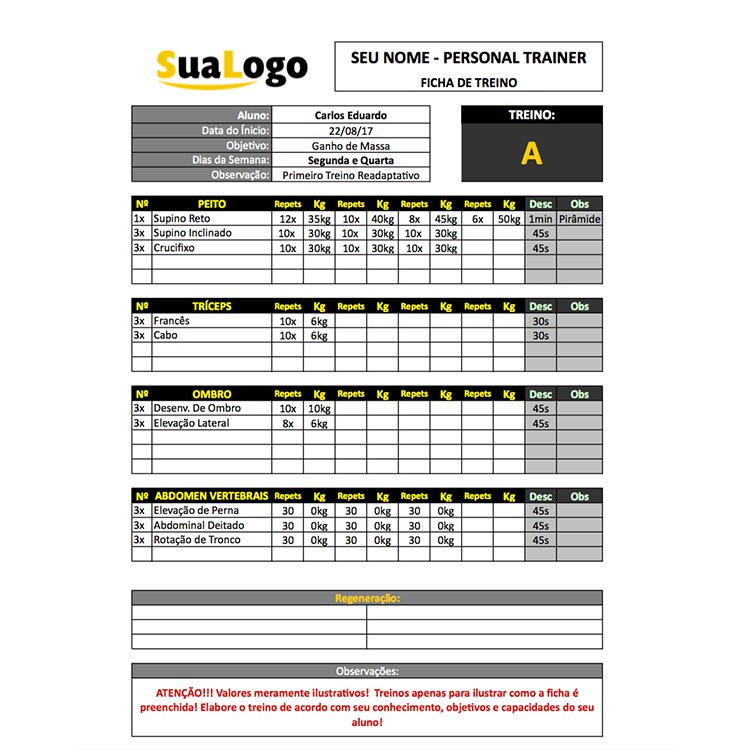 SuaLogo
SEU NOME - PERSONAL TRAINER
FICHA DE TREINO
Aluno: Carlos Eduardo
Data do Ínicio: 22/08/17
Objetivo: Ganho de Massa
Dias da Semana: Segunda e Quarta
Observação: Primeiro Treino Readaptativo
TREINO:
A
Nº PEITO Repets Kg Repets Kg Repets Kg Repets Kg Desc Obs
1x Supino Reto 12x 35kg 10x 40kg 8x 45kg 6x 50kg 1min Pirâmide
3x Supino Inclinado 10x 30kg 10x 30kg 10x 30kg 45s
3x Crucifixo 10x 30kg 10x 30kg 10x 30kg 45s
Nº TRÍCEPS Repets Kg Repets Kg Repets Kg Repets Kg Desc Obs
3x Francês 10x 6kg 30s
3x Cabo 10x 6kg 30s
Nº OMBRO Repets Kg Repets Kg Repets Kg Repets Kg Desc Obs
3x Desenv. De Ombro 10x 10kg 45s
3x Elevação Lateral 8x 6kg 45s
Nº ABDOMEN VERTEBRAIS Repets Kg Repets Kg Repets Kg Repets Kg Desc Obs
3x Elevação de Perna 30 0kg 30 0kg 30 0kg 45s
3x Abdominal Deitado 30 0kg 30 0kg 30 0kg 45s
3x Rotação de Tronco 30 0kg 30 0kg 30 0kg 45s
Regeneração:
Observações:
ATENÇÃO!!! Valores meramente ilustrativos! Treinos apenas para ilustrar como a ficha é
preenchida! Elabore o treino de acordo com seu conhecimento, objetivos e capacidades do seu
aluno!